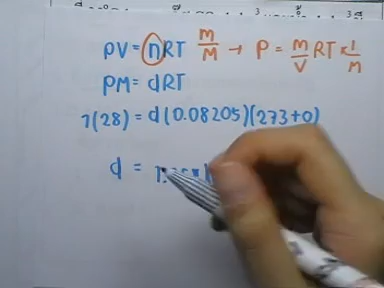 PV = nRT M/M → P = m/V RT × 1/M
PM = dRT
1(28) = d(0.08205)(273+0)
d =